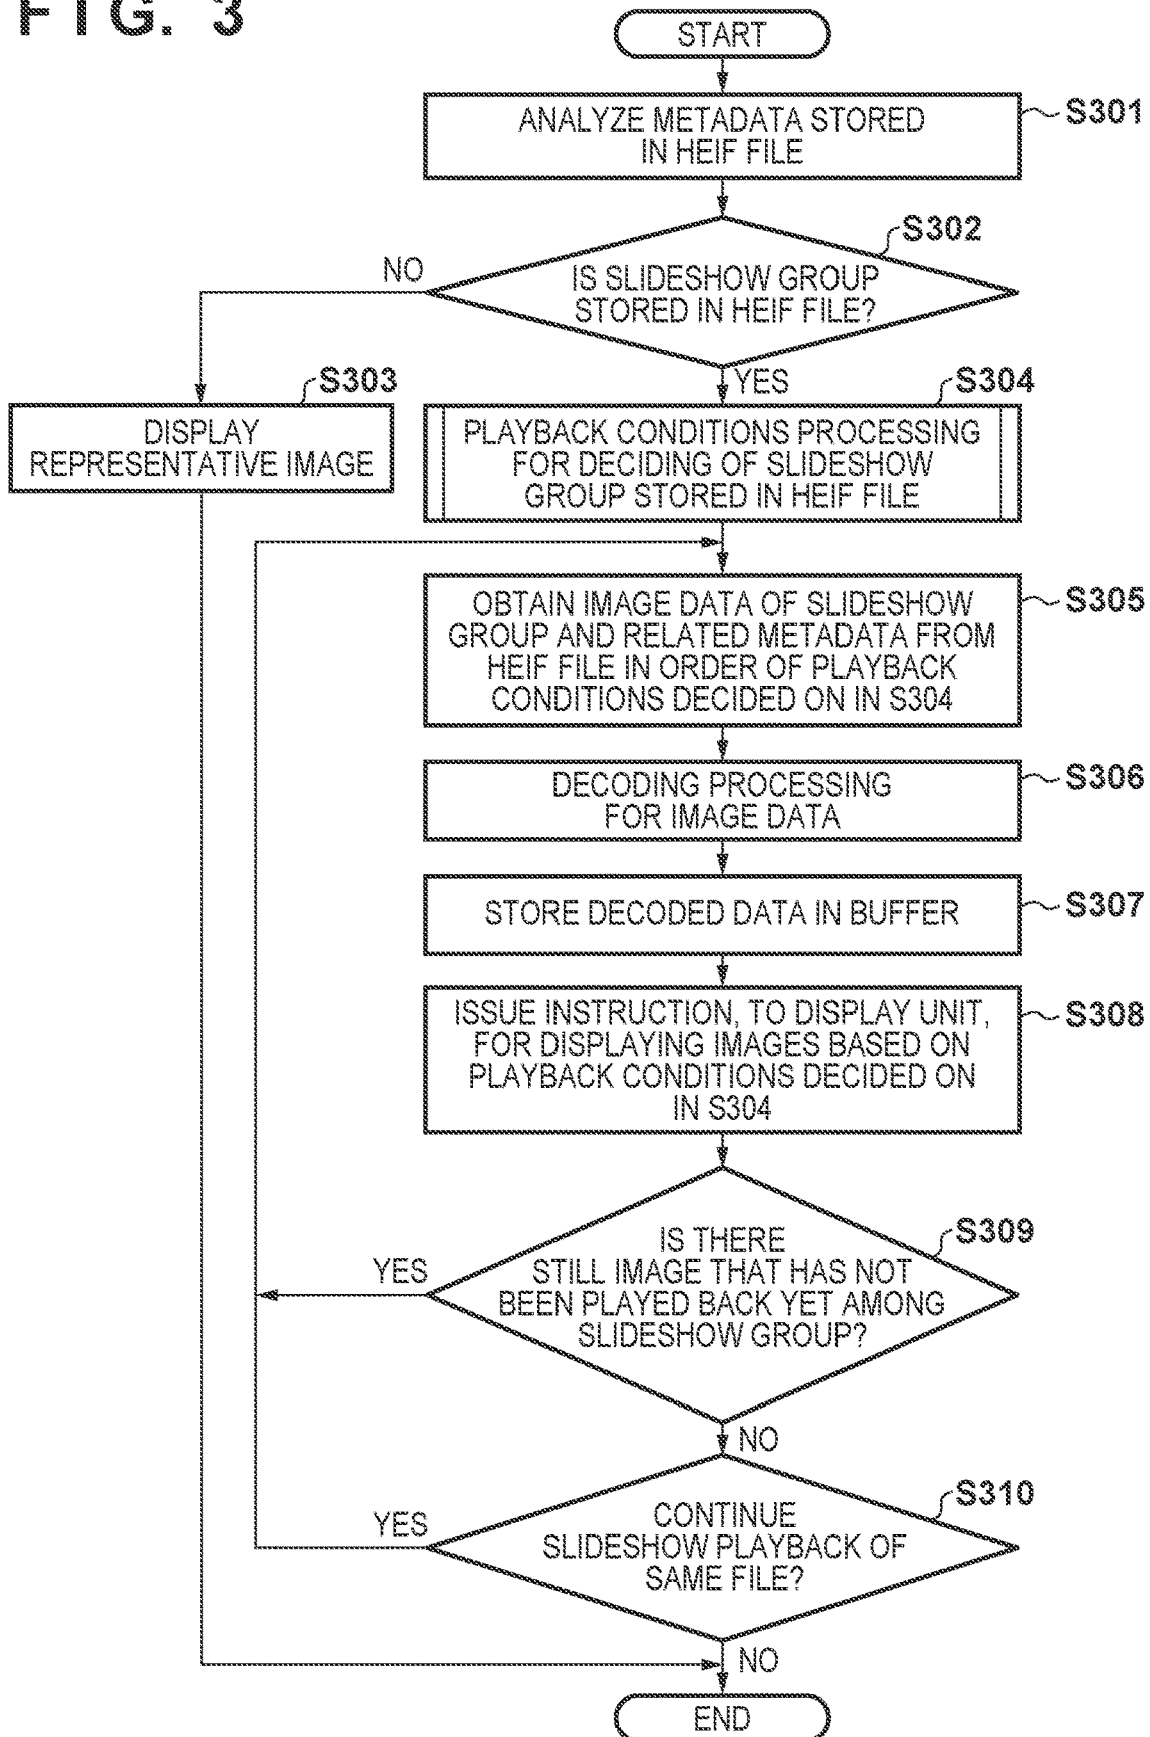 FIG. 3
START
ANALYZE METADATA STORED
IN HEIF FILE
S301
S302
IS SLIDESHOW GROUP
STORED IN HEIF FILE?
NO
YES
S303
DISPLAY
REPRESENTATIVE IMAGE
S304
PLAYBACK CONDITIONS PROCESSING
FOR DECIDING OF SLIDESHOW
GROUP STORED IN HEIF FILE
S305
OBTAIN IMAGE DATA OF SLIDESHOW
GROUP AND RELATED METADATA FROM
HEIF FILE IN ORDER OF PLAYBACK
CONDITIONS DECIDED ON IN S304
S306
DECODING PROCESSING
FOR IMAGE DATA
S307
STORE DECODED DATA IN BUFFER
S308
ISSUE INSTRUCTION, TO DISPLAY UNIT,
FOR DISPLAYING IMAGES BASED ON
PLAYBACK CONDITIONS DECIDED ON
IN S304
S309
IS THERE
STILL IMAGE THAT HAS NOT
BEEN PLAYED BACK YET AMONG
SLIDESHOW GROUP?
YES
NO
S310
CONTINUE
SLIDESHOW PLAYBACK OF
SAME FILE?
YES
NO
END